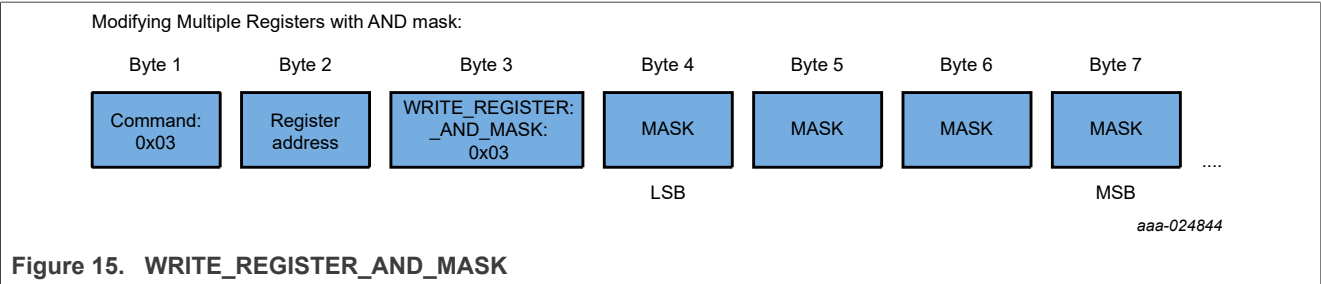 Modifying Multiple Registers with AND mask:
Byte 1 Byte 2 Byte 3 Byte 4 Byte 5 Byte 6 Byte 7
Command:
0x03
Register
address
WRITE_REGISTER:
_AND_MASK:
0x03
MASK
MASK
MASK
MASK
....
LSB MSB
aaa-024844
Figure 15. WRITE_REGISTER_AND_MASK